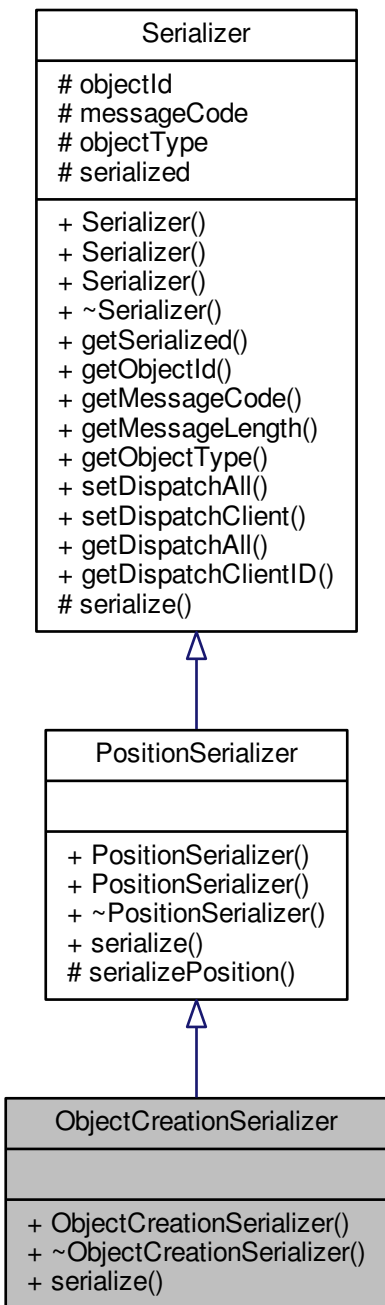 Serializer
# objectId
# messageCode
# objectType
# serialized
+ Serializer()
+ Serializer()
+ Serializer()
+ ~Serializer()
+ getSerialized()
+ getObjectId()
+ getMessageCode()
+ getMessageLength()
+ getObjectType()
+ setDispatchAll()
+ setDispatchClient()
+ getDispatchAll()
+ getDispatchClientID()
# serialize()
PositionSerializer
+ PositionSerializer()
+ PositionSerializer()
+ ~PositionSerializer()
+ serialize()
# serializePosition()
ObjectCreationSerializer
+ ObjectCreationSerializer()
+ ~ObjectCreationSerializer()
+ serialize()